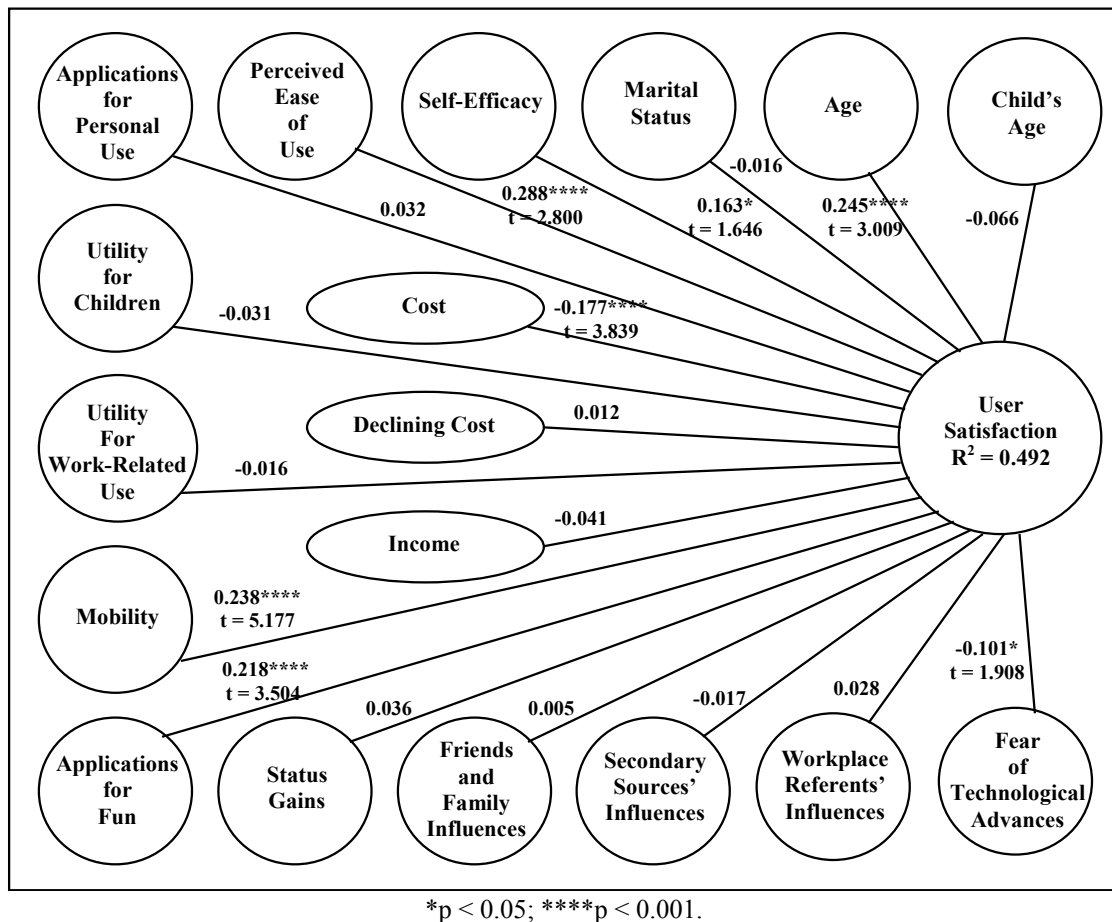 Applications
for
Personal
Use
Perceived
Ease
of
Use
Self-Efficacy
Marital
Status
Age
Child's
Age
-0.016
0.032
0.288****
t = 2.800
0.163*
t = 1.646
0.245****
t = 3.009
-0.066
Utility
for
Children
-0.031
Cost
-0.177****
t = 3.839
Utility
For
Work-Related
Use
-0.016
Declining Cost
0.012
User
Satisfaction
R² = 0.492
Income
-0.041
Mobility
0.238****
t = 5.177
0.218****
t = 3.504
0.036
0.005
-0.017
0.028
-0.101*
t = 1.908
Applications
for
Fun
Status
Gains
Friends
and
Family
Influences
Secondary
Sources'
Influences
Workplace
Referents'
Influences
Fear
of
Technological
Advances
*p < 0.05; ****p < 0.001.